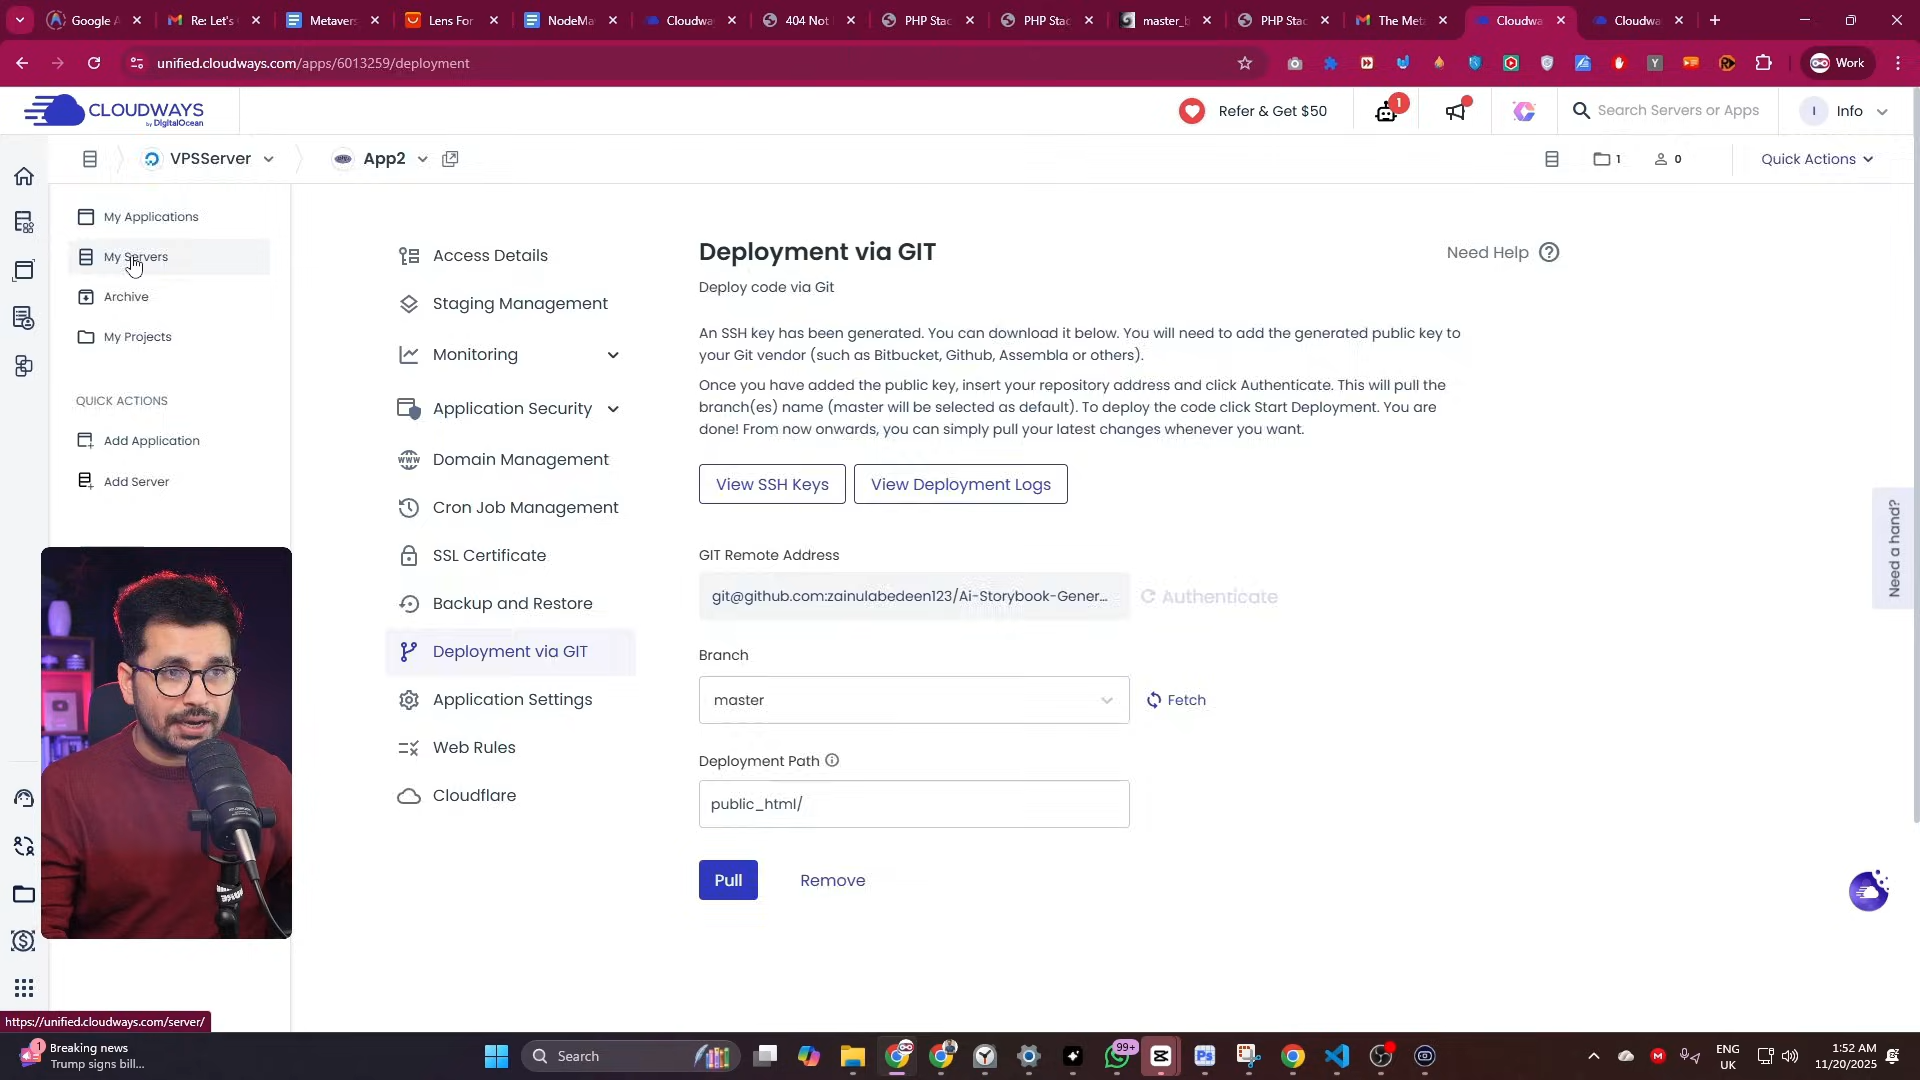 Google A
Re: Let's
Metavers
Lens For
NodeMa
Cloudwa
404 Not
PHP Stac
PHP Stac
master_b
PHP Stac
The Meta
Cloudwa
Cloudwa
unified.cloudways.com/apps/6013259/deployment
Work
CLOUDWAYS
by DigitalOcean
Refer & Get $50
1
Search Servers or Apps
I
Info
VPSServer
App2
1
0
Quick Actions
My Applications
My Servers
Archive
My Projects
QUICK ACTIONS
Add Application
Add Server
Access Details
Staging Management
Monitoring
Application Security
Domain Management
Cron Job Management
SSL Certificate
Backup and Restore
Deployment via GIT
Application Settings
Web Rules
Cloudflare
Deployment via GIT
Need Help
Deploy code via Git
An SSH key has been generated. You can download it below. You will need to add the generated public key to
your Git vendor (such as Bitbucket, Github, Assembla or others).
Once you have added the public key, insert your repository address and click Authenticate. This will pull the
branch(es) name (master will be selected as default). To deploy the code click Start Deployment. You are
done! From now onwards, you can simply pull your latest changes whenever you want.
View SSH Keys
View Deployment Logs
GIT Remote Address
git@github.com:zainulabedeen123/Ai-Storybook-Gener...
Authenticate
Branch
master
Fetch
Deployment Path
public_html/
Pull
Remove
Need a hand?
https://unified.cloudways.com/server/
1
Breaking news
Trump signs bill...
Search
99+
ENG
UK
1:52 AM
11/20/2025